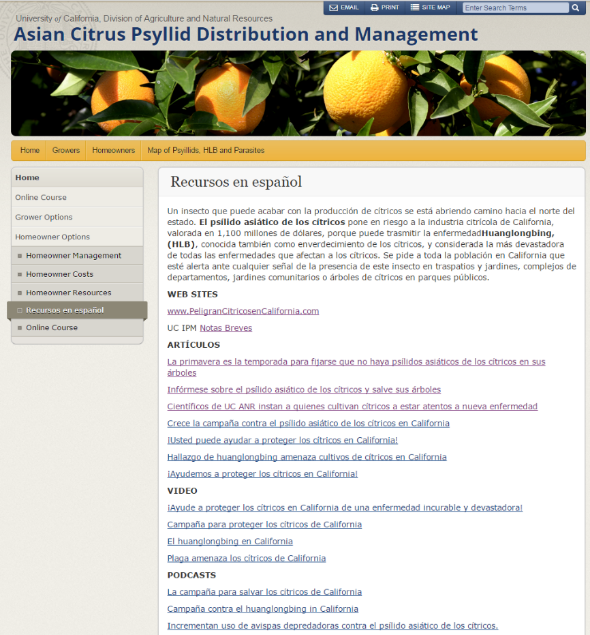 EMAIL PRINT SITE MAP Enter Search Terms
University of California, Division of Agriculture and Natural Resources
Asian Citrus Psyllid Distribution and Management
Home Growers Homeowners Map of Psyillids, HLB and Parasites
Home
Online Course
Grower Options
Homeowner Options
Homeowner Management
Homeowner Costs
Homeowner Resources
Recursos en español
Online Course
Recursos en español
Un insecto que puede acabar con la producción de cítricos se está abriendo camino hacia el norte del
estado. El psílido asiático de los cítricos pone en riesgo a la industria citrícola de California,
valorada en 1,100 millones de dólares, porque puede trasmitir la enfermedadHuanglongbing,
(HLB), conocida también como enverdecimiento de los cítricos, y considerada la más devastadora
de todas las enfermedades que afectan a los cítricos. Se pide a toda la población en California que
esté alerta ante cualquier señal de la presencia de este insecto en traspatios y jardines, complejos de
departamentos, jardines comunitarios o árboles de cítricos en parques públicos.
WEB SITES
www.PeligranCitricosenCalifornia.com
UC IPM Notas Breves
ARTÍCULOS
La primavera es la temporada para fijarse que no haya psílidos asiáticos de los cítricos en sus
árboles
Infórmese sobre el psílido asiático de los cítricos y salve sus árboles
Científicos de UC ANR instan a quienes cultivan cítricos a estar atentos a nueva enfermedad
Crece la campaña contra el psílido asiático de los cítricos en California
¡Usted puede ayudar a proteger los cítricos en California!
Hallazgo de huanglongbing amenaza cultivos de cítricos en California
¡Ayudemos a proteger los cítricos en California!
VIDEO
¡Ayude a proteger los cítricos en California de una enfermedad incurable y devastadora!
Campaña para proteger los cítricos de California
El huanglongbing en California
Plaga amenaza los cítricos de California
PODCASTS
La campaña para salvar los cítricos de California
Campaña contra el huanglongbing in California
Incrementan uso de avispas depredadoras contra el psílido asiático de los cítricos.